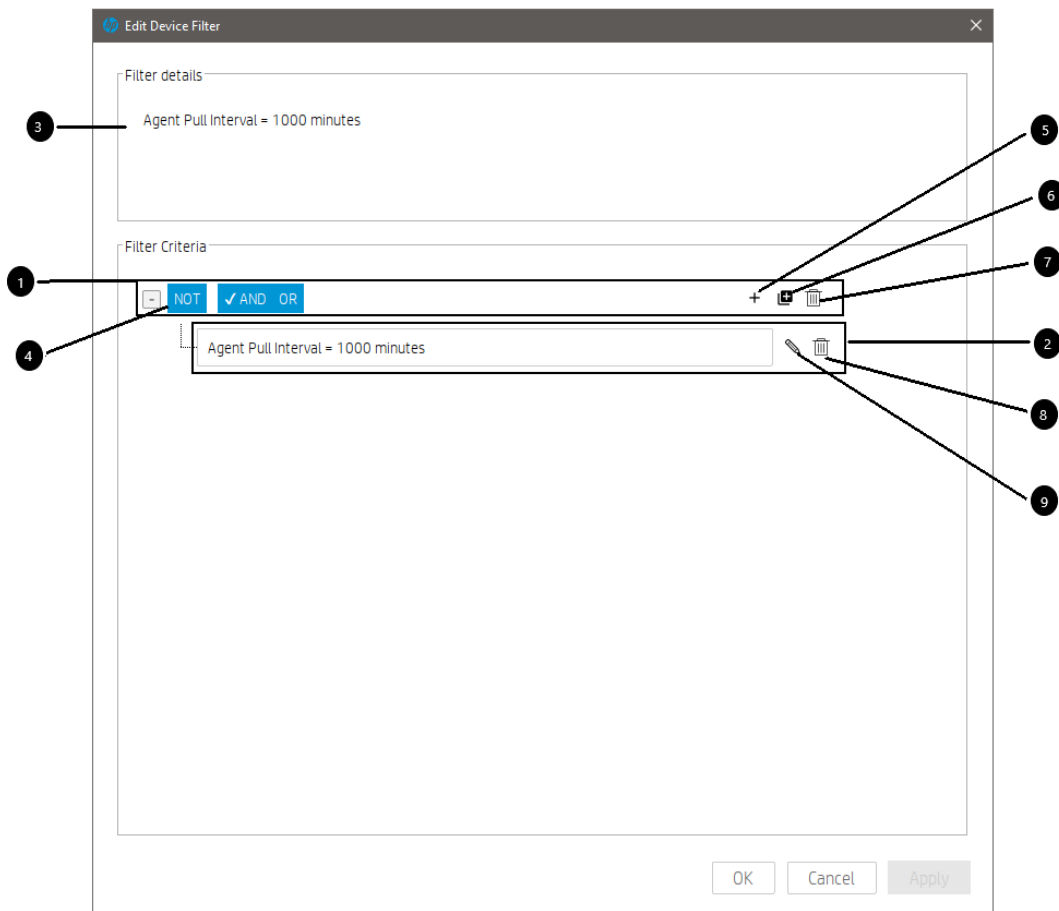 Edit Device Filter
Filter details
3
Agent Pull Interval = 1000 minutes
5
6
Filter Criteria
7
1
- NOT ✓ AND OR
4
Agent Pull Interval = 1000 minutes
2
8
9
OK Cancel Apply